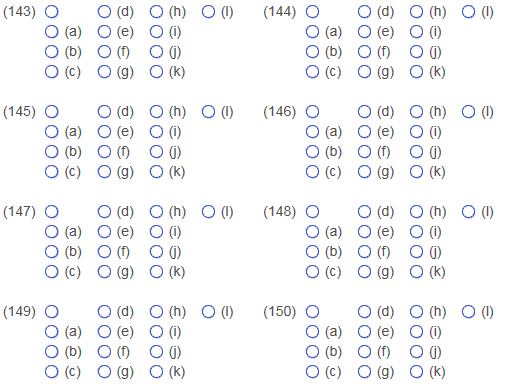 (143) (d) (h) (l) (144) (d) (h) (l)
(a) (e) (i) (a) (e) (i)
(b) (f) (j) (b) (f) (j)
(c) (g) (k) (c) (g) (k)
(145) (d) (h) (l) (146) (d) (h) (l)
(a) (e) (i) (a) (e) (i)
(b) (f) (j) (b) (f) (j)
(c) (g) (k) (c) (g) (k)
(147) (d) (h) (l) (148) (d) (h) (l)
(a) (e) (i) (a) (e) (i)
(b) (f) (j) (b) (f) (j)
(c) (g) (k) (c) (g) (k)
(149) (d) (h) (l) (150) (d) (h) (l)
(a) (e) (i) (a) (e) (i)
(b) (f) (j) (b) (f) (j)
(c) (g) (k) (c) (g) (k)